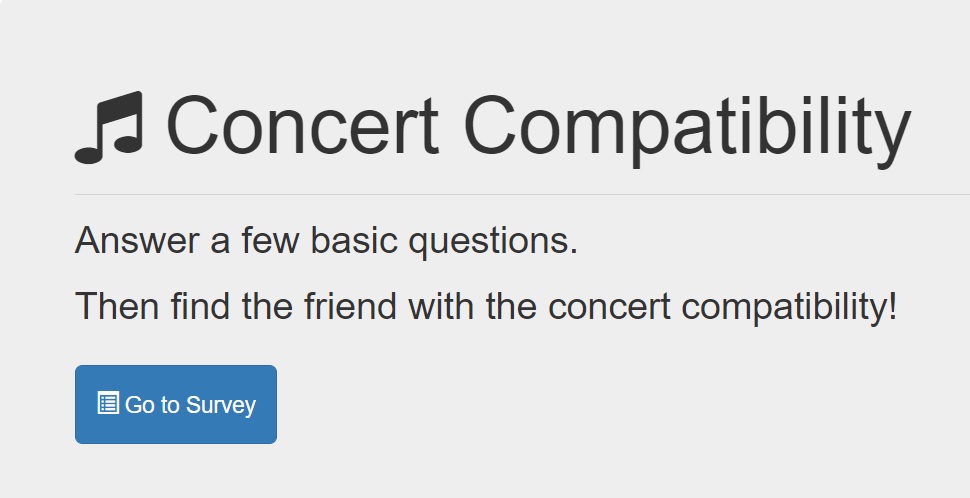 Concert Compatibility
Answer a few basic questions.
Then find the friend with the concert compatibility!
Go to Survey